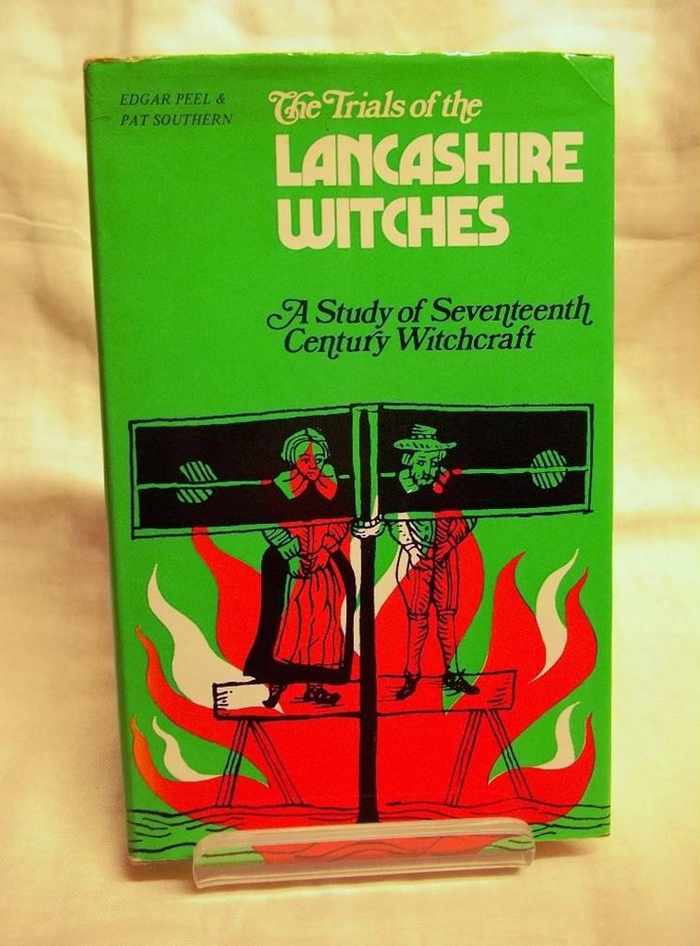 EDGAR PEEL &
PAT SOUTHERN
The Trials of the
LANCASHIRE
WITCHES
A Study of Seventeenth
Century Witchcraft